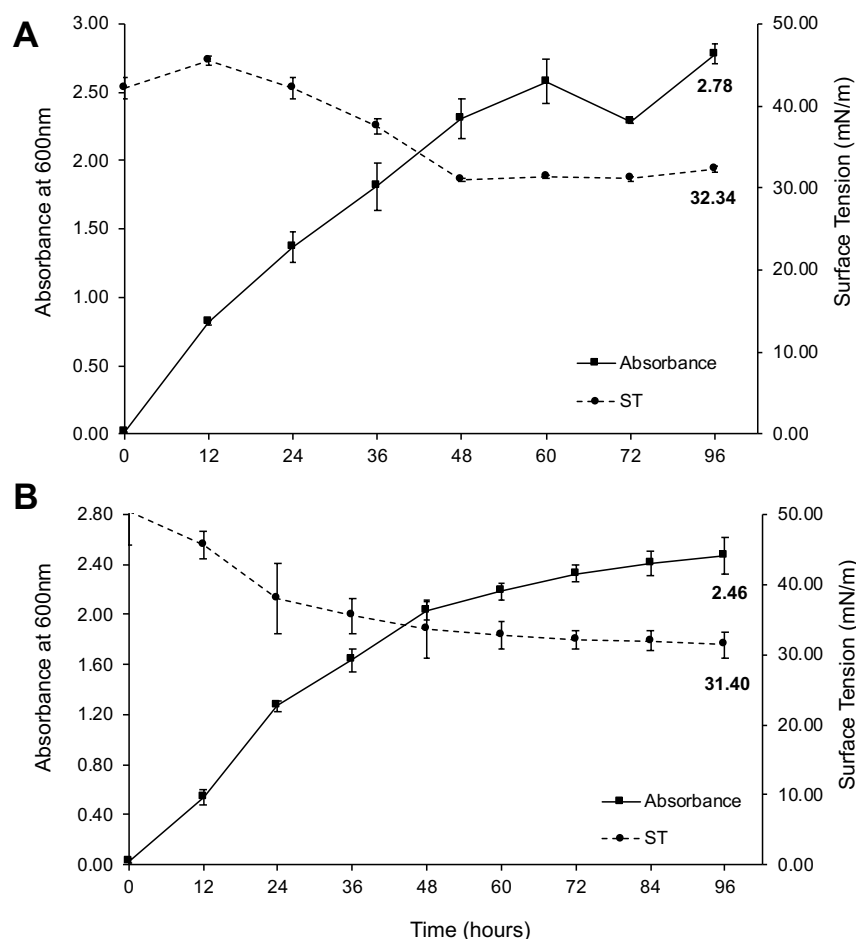 A
3.00
2.50
2.00
1.50
1.00
0.50
0.00
Absorbance at 600nm
50.00
40.00
30.00
20.00
10.00
0.00
Surface Tension (mN/m)
2.78
32.34
Absorbance
ST
0 12 24 36 48 60 72 96
B
2.80
2.40
2.00
1.60
1.20
0.80
0.40
0.00
Absorbance at 600nm
50.00
40.00
30.00
20.00
10.00
0.00
Surface Tension (mN/m)
2.46
31.40
Absorbance
ST
0 12 24 36 48 60 72 84 96
Time (hours)